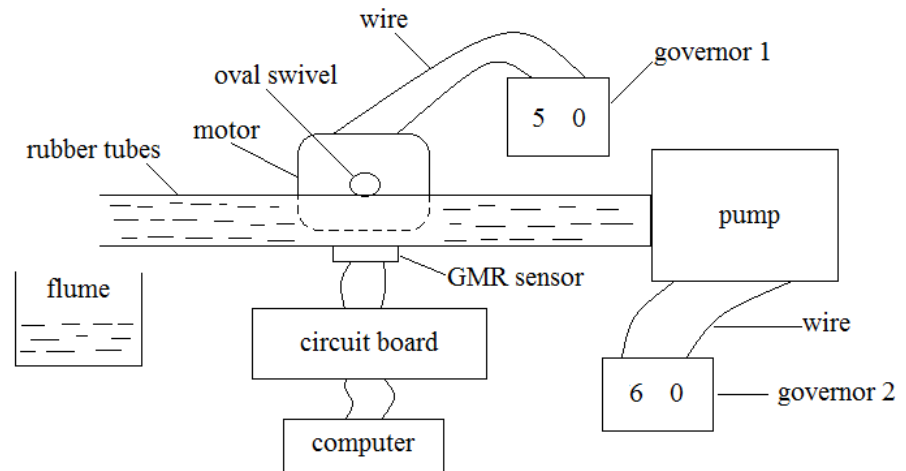 wire
oval swivel
governor 1
motor
5 0
rubber tubes
pump
GMR sensor
flume
circuit board
wire
6 0
governor 2
computer